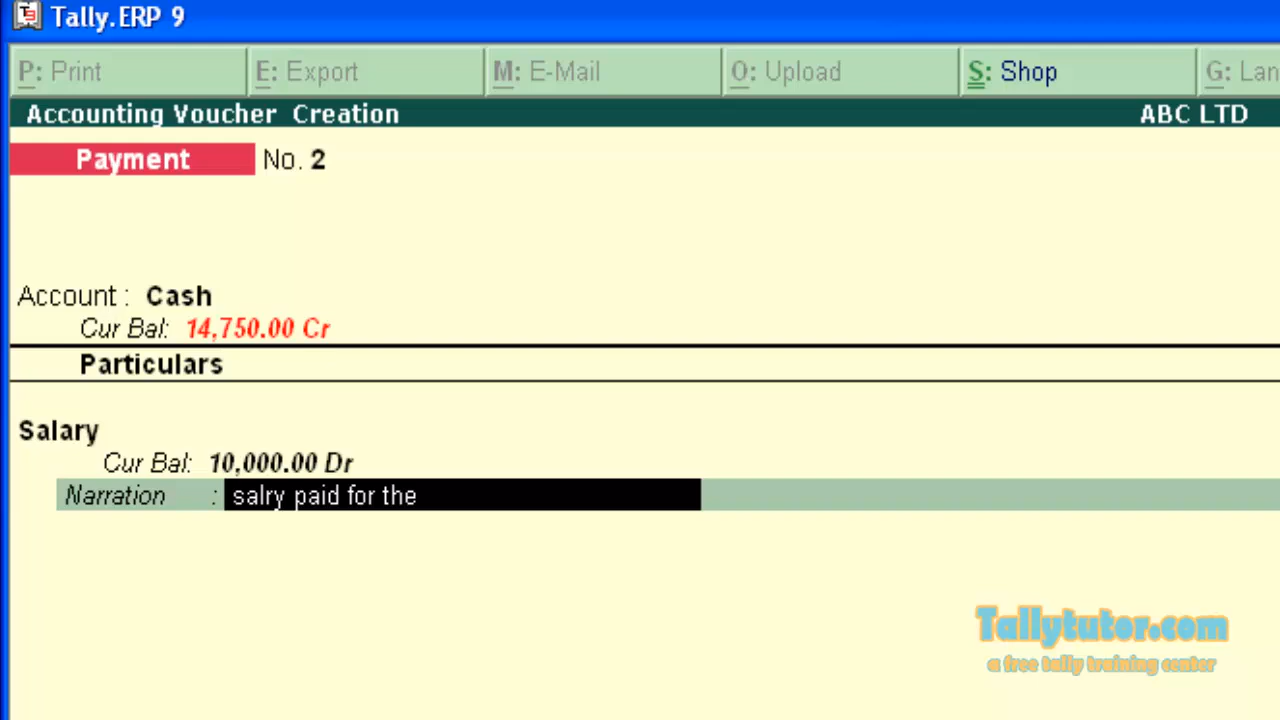 Tally.ERP 9
P: Print E: Export M: E-Mail O: Upload S: Shop G: Lan
Accounting Voucher Creation ABC LTD
Payment No. 2
Account : Cash
Cur Bal: 14,750.00 Cr
Particulars
Salary
Cur Bal: 10,000.00 Dr
Narration : salry paid for the
Tallytutor.com
a free tally training center